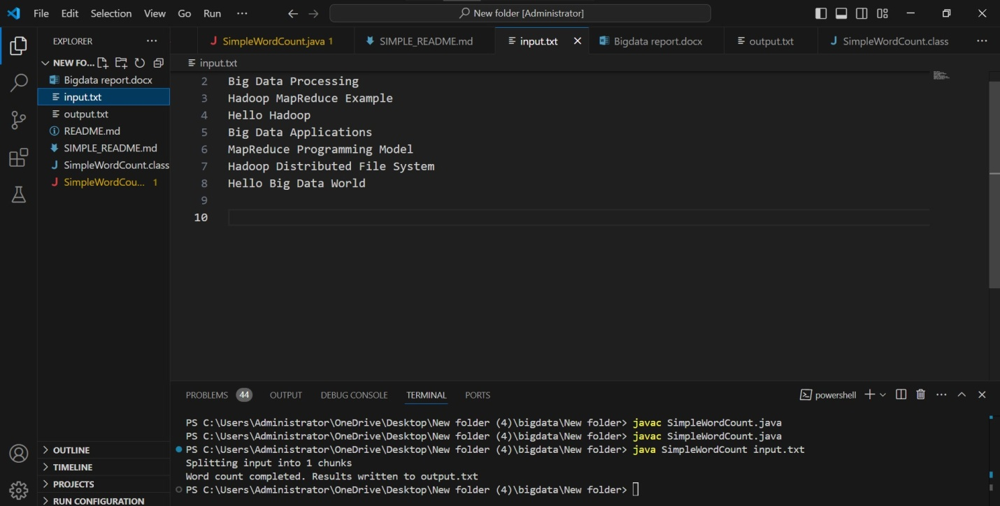 File Edit Selection View Go Run ···
New folder [Administrator]
EXPLORER ···
SimpleWordCount.java 1
SIMPLE_README.md
input.txt
Bigdata report.docx
output.txt
J SimpleWordCount.class
···
NEW FO...
Bigdata report.docx
input.txt
output.txt
README.md
SIMPLE_README.md
J SimpleWordCount.class
J SimpleWordCou... 1
OUTLINE
TIMELINE
PROJECTS
RUN CONFIGURATION
input.txt
2 Big Data Processing
3 Hadoop MapReduce Example
4 Hello Hadoop
5 Big Data Applications
6 MapReduce Programming Model
7 Hadoop Distributed File System
8 Hello Big Data World
9
10
PROBLEMS 44 OUTPUT DEBUG CONSOLE TERMINAL PORTS
powershell
PS C:\Users\Administrator\OneDrive\Desktop\New folder (4)\bigdata\New folder> javac SimpleWordCount.java
PS C:\Users\Administrator\OneDrive\Desktop\New folder (4)\bigdata\New folder> javac SimpleWordCount.java
PS C:\Users\Administrator\OneDrive\Desktop\New folder (4)\bigdata\New folder> java SimpleWordCount input.txt
Splitting input into 1 chunks
Word count completed. Results written to output.txt
PS C:\Users\Administrator\OneDrive\Desktop\New folder (4)\bigdata\New folder>